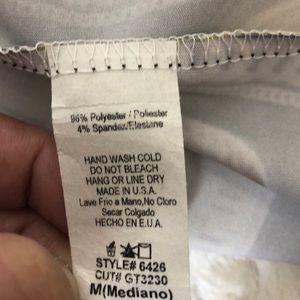 96% Polyester / Poliester
4% Spandex/Elastane
HAND WASH COLD
DO NOT BLEACH
HANG OR LINE DRY
MADE IN U.S.A.
Lave Frio a Mano,No Cloro
Secar Colgado
HECHO EN E.U.A.
STYLE# 6426
CUT# GT3230
M(Mediano)